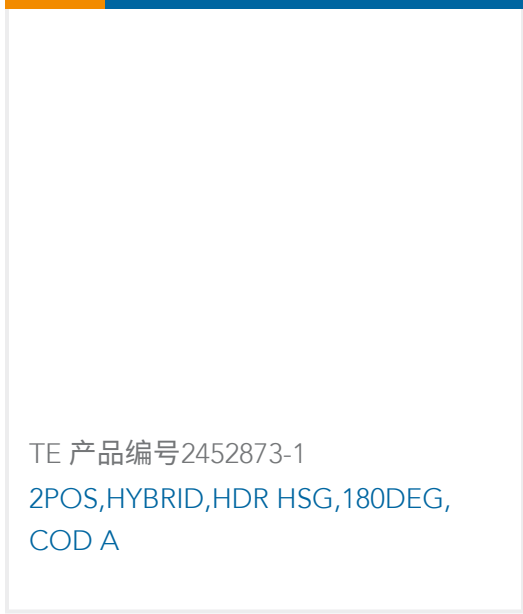 TE 产品编号2452873-1
2POS,HYBRID,HDR HSG,180DEG,
COD A